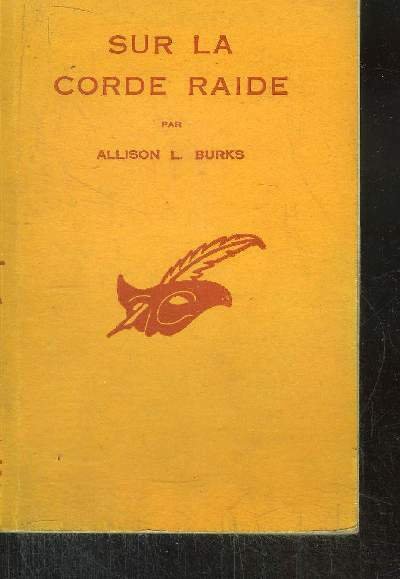 SUR LA
CORDE RAIDE
PAR
ALLISON L. BURKS